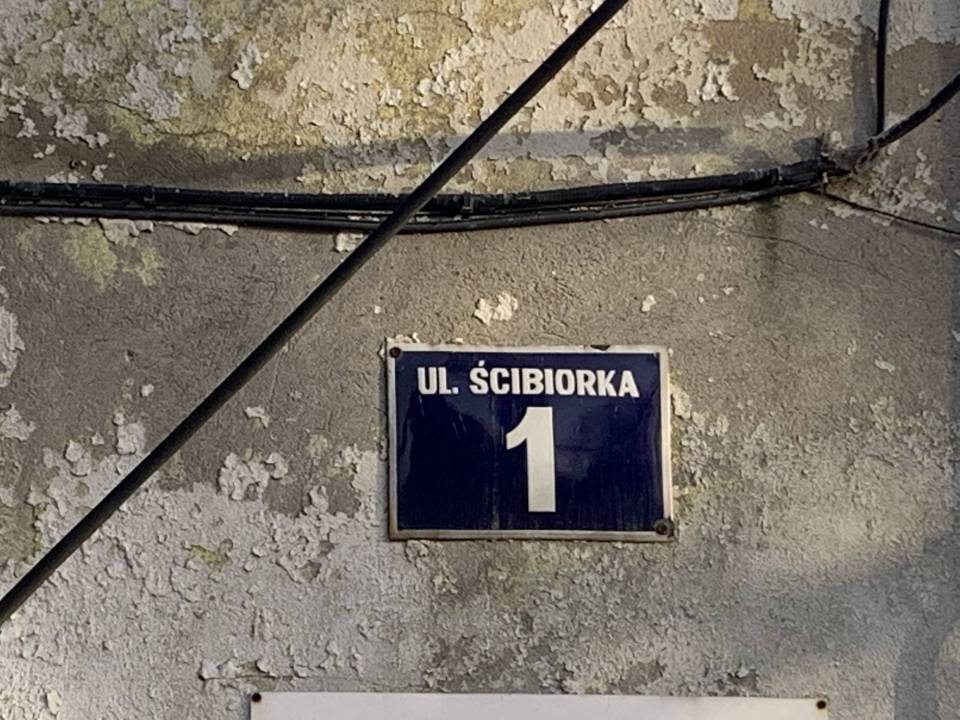 UL. ŚCIBIORKA
1